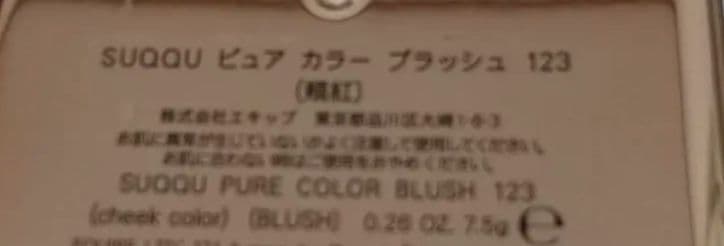 SUQQU ピュア カラー ブラッシュ 123
(頬紅)
株式会社エキップ 東京都品川区大崎1-6-3
お肌に異常が生じていないかよく注意して使用してください。
お肌に合わない時はご使用をおやめください。
SUQQU PURE COLOR BLUSH 123
(cheek color) (BLUSH) 0.26 OZ. 7.5g ℮